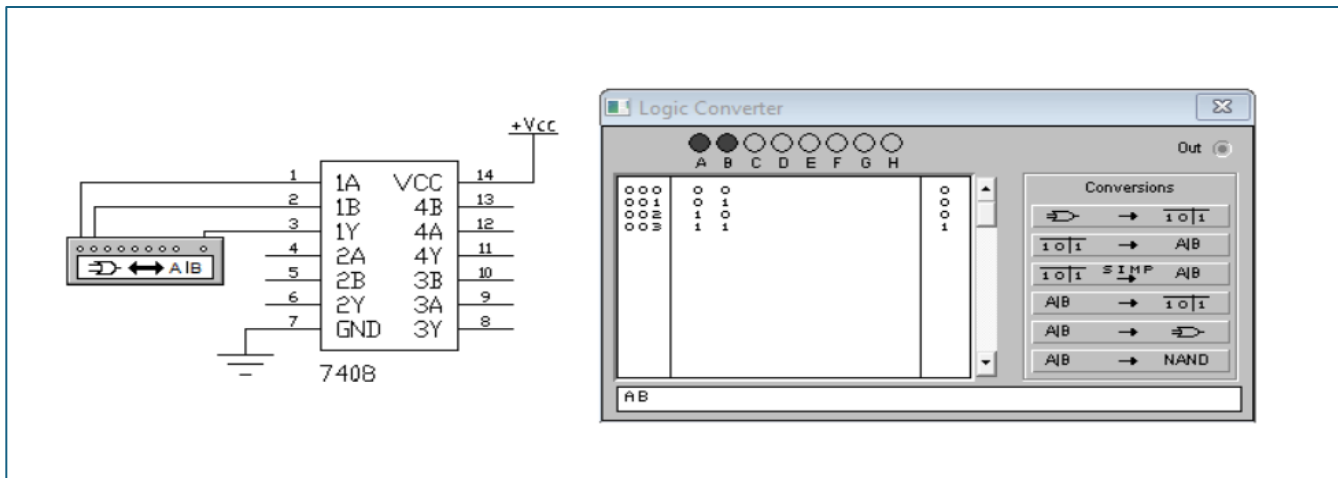 +Vcc
1 1A VCC 14
2 1B 4B 13
3 1Y 4A 12
4 2A 4Y 11
5 2B 3B 10
6 2Y 3A 9
7 GND 3Y 8
7408
A|B
Logic Converter
A B C D E F G H
Out
000 0 0 0
001 0 1 0
002 1 0 0
003 1 1 1
Conversions
→ 1 0|1
1 0|1 → A|B
1 0|1 SIMP → A|B
A|B → 1 0|1
A|B →
A|B → NAND
AB